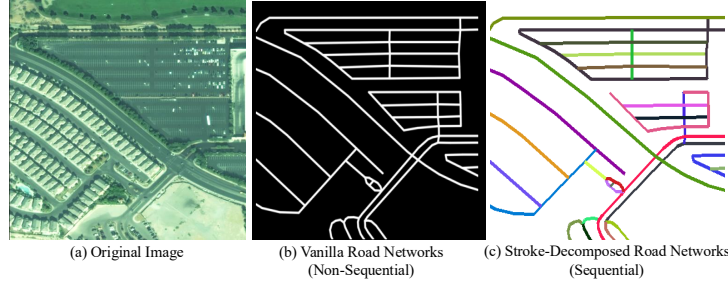 (a) Original Image
(b) Vanilla Road Networks
(Non-Sequential)
(c) Stroke-Decomposed Road Networks
(Sequential)